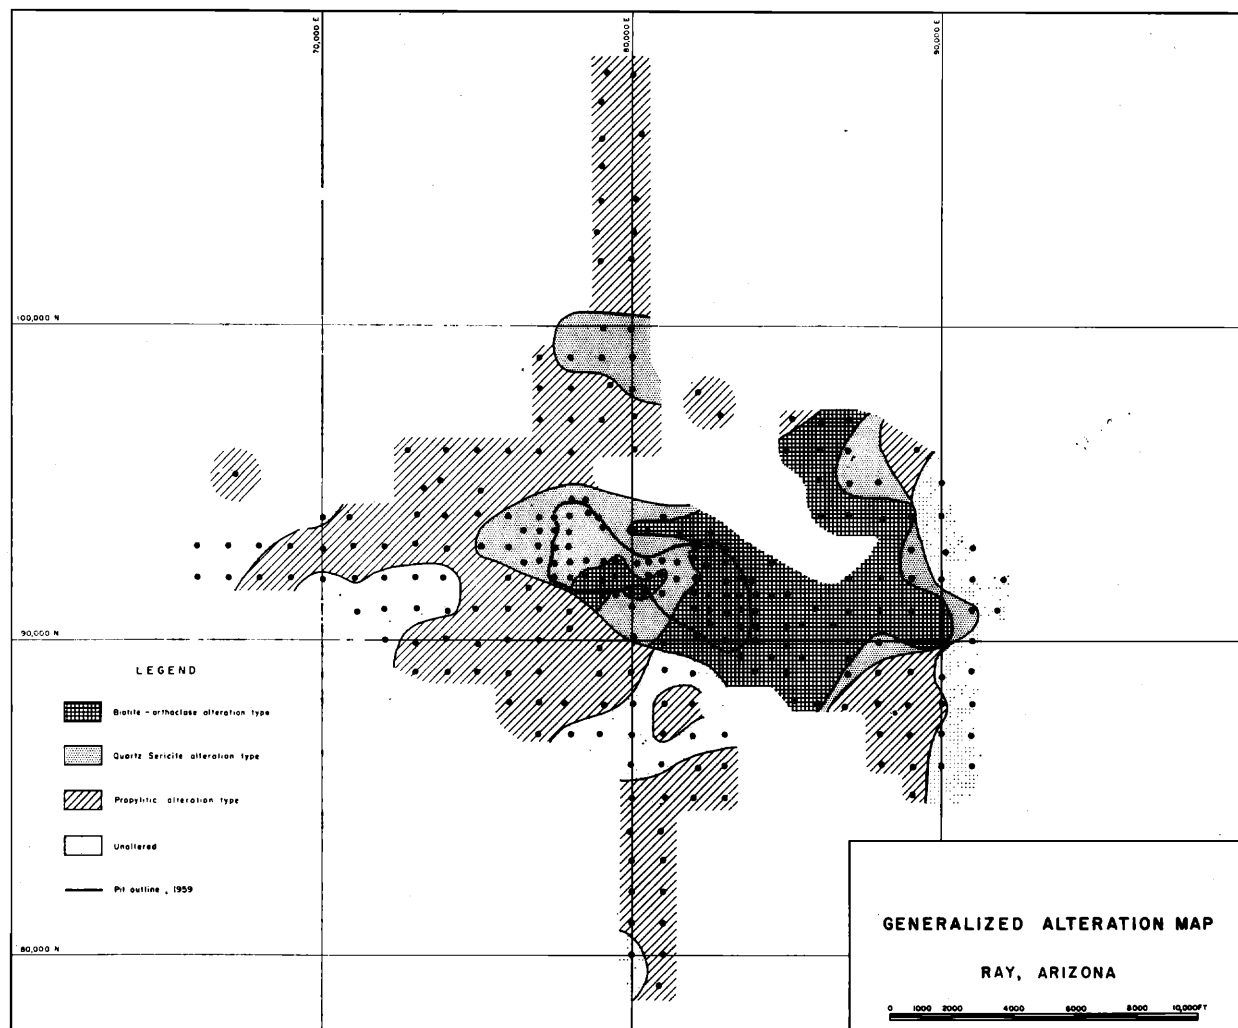 70,000 E
80,000 E
90,000 E
100,000 N
90,000 N
LEGEND
Biotite - orthoclase alteration type
Quartz Sericite alteration type
Propylitic alteration type
Unaltered
Pit outline, 1959
80,000 N
GENERALIZED ALTERATION MAP
RAY, ARIZONA
0 1000 2000 4000 6000 8000 10,000FT